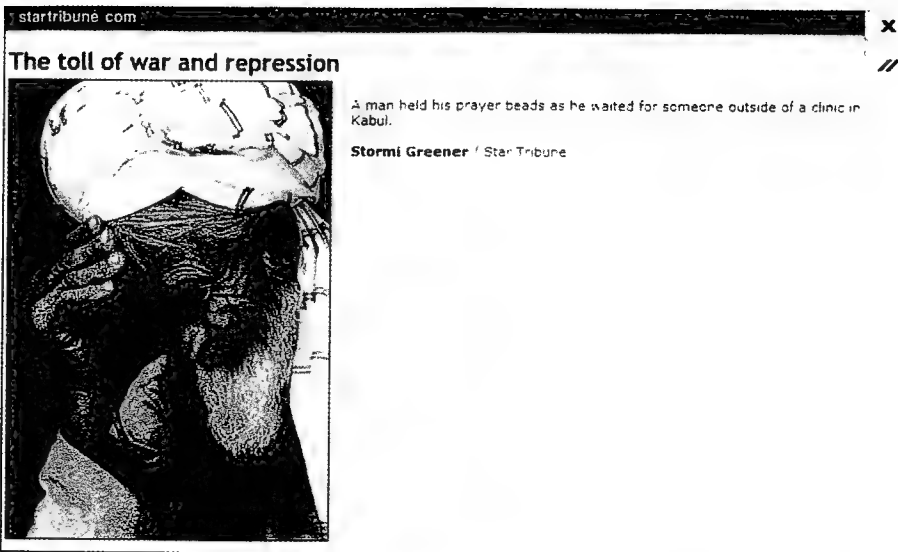 startribune com
X
The toll of war and repression
//
A man held his prayer beads as he waited for someone outside of a clinic in
Kabul.
Stormi Greener / Star Tribune